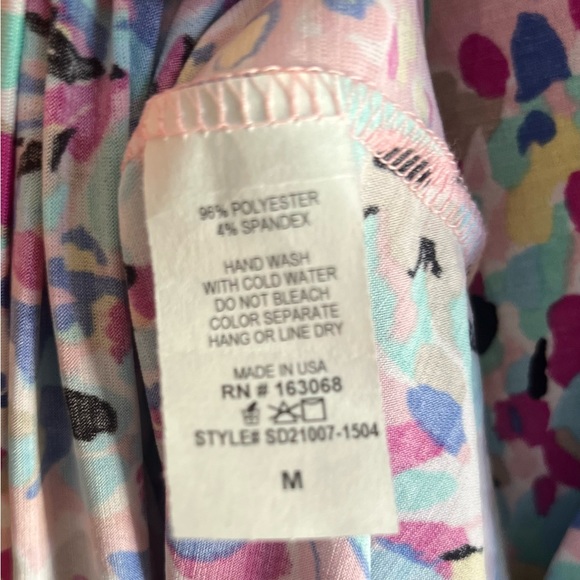 96% POLYESTER
4% SPANDEX
HAND WASH
WITH COLD WATER
DO NOT BLEACH
COLOR SEPARATE
HANG OR LINE DRY
MADE IN USA
RN # 163068
STYLE# SD21007-1504
M